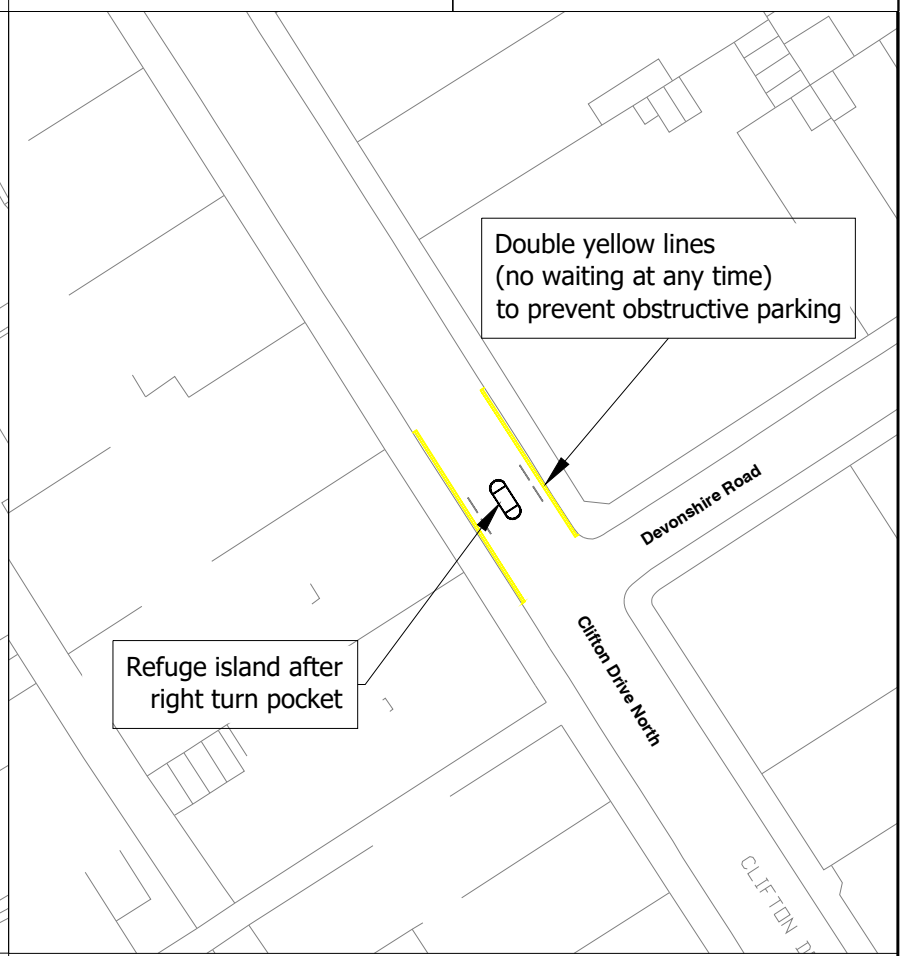 Double yellow lines
(no waiting at any time)
to prevent obstructive parking
Devonshire Road
Refuge island after
right turn pocket
Clifton Drive North
CLIFTON